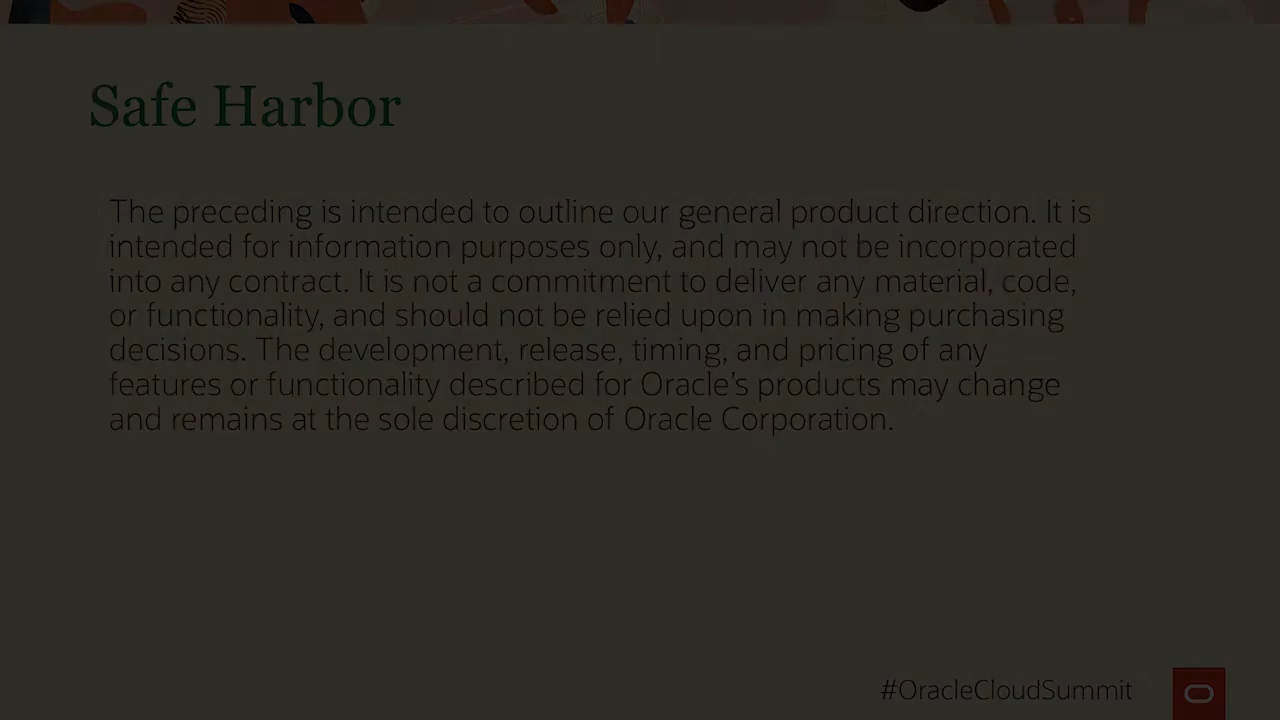 Safe Harbor
The preceding is intended to outline our general product direction. It is
intended for information purposes only, and may not be incorporated
into any contract. It is not a commitment to deliver any material, code,
or functionality, and should not be relied upon in making purchasing
decisions. The development, release, timing, and pricing of any
features or functionality described for Oracle’s products may change
and remains at the sole discretion of Oracle Corporation.
#OracleCloudSummit